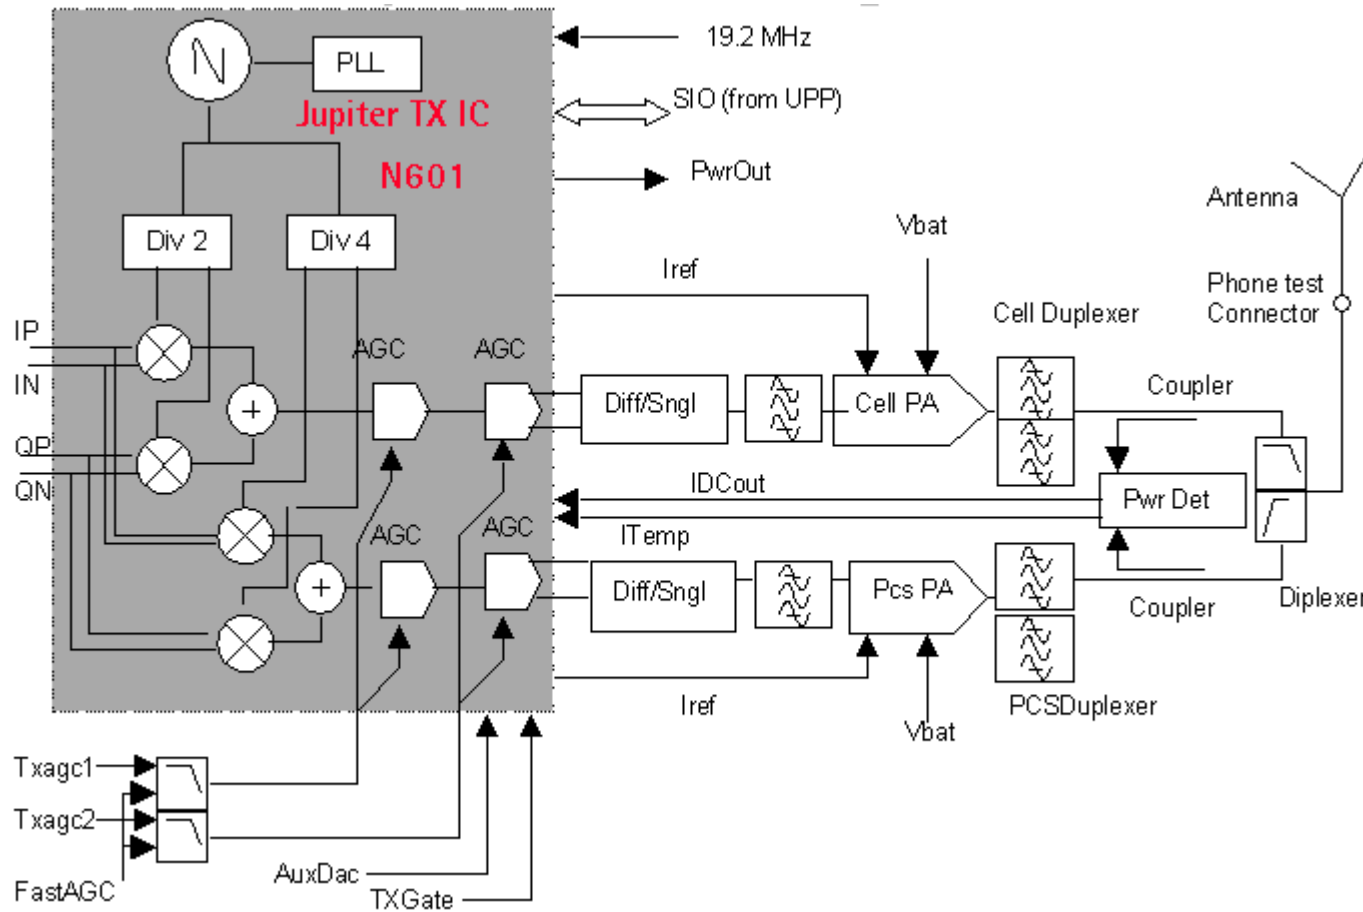 PLL
19.2 MHz
Jupiter TX IC
SIO (from UPP)
N601
PwrOut
Antenna
Vbat
Div 2
Div 4
Iref
Phone test
Connector
Cell Duplexer
IP
IN
AGC
AGC
Coupler
Diff/Sngl
Cell PA
+
QP
QN
IDCout
Pwr Det
AGC
AGC
ITemp
+
Diff/Sngl
Pcs PA
Coupler
Diplexer
Iref
Vbat
PCSDuplexer
Txagc1
Txagc2
FastAGC
AuxDac
TXGate